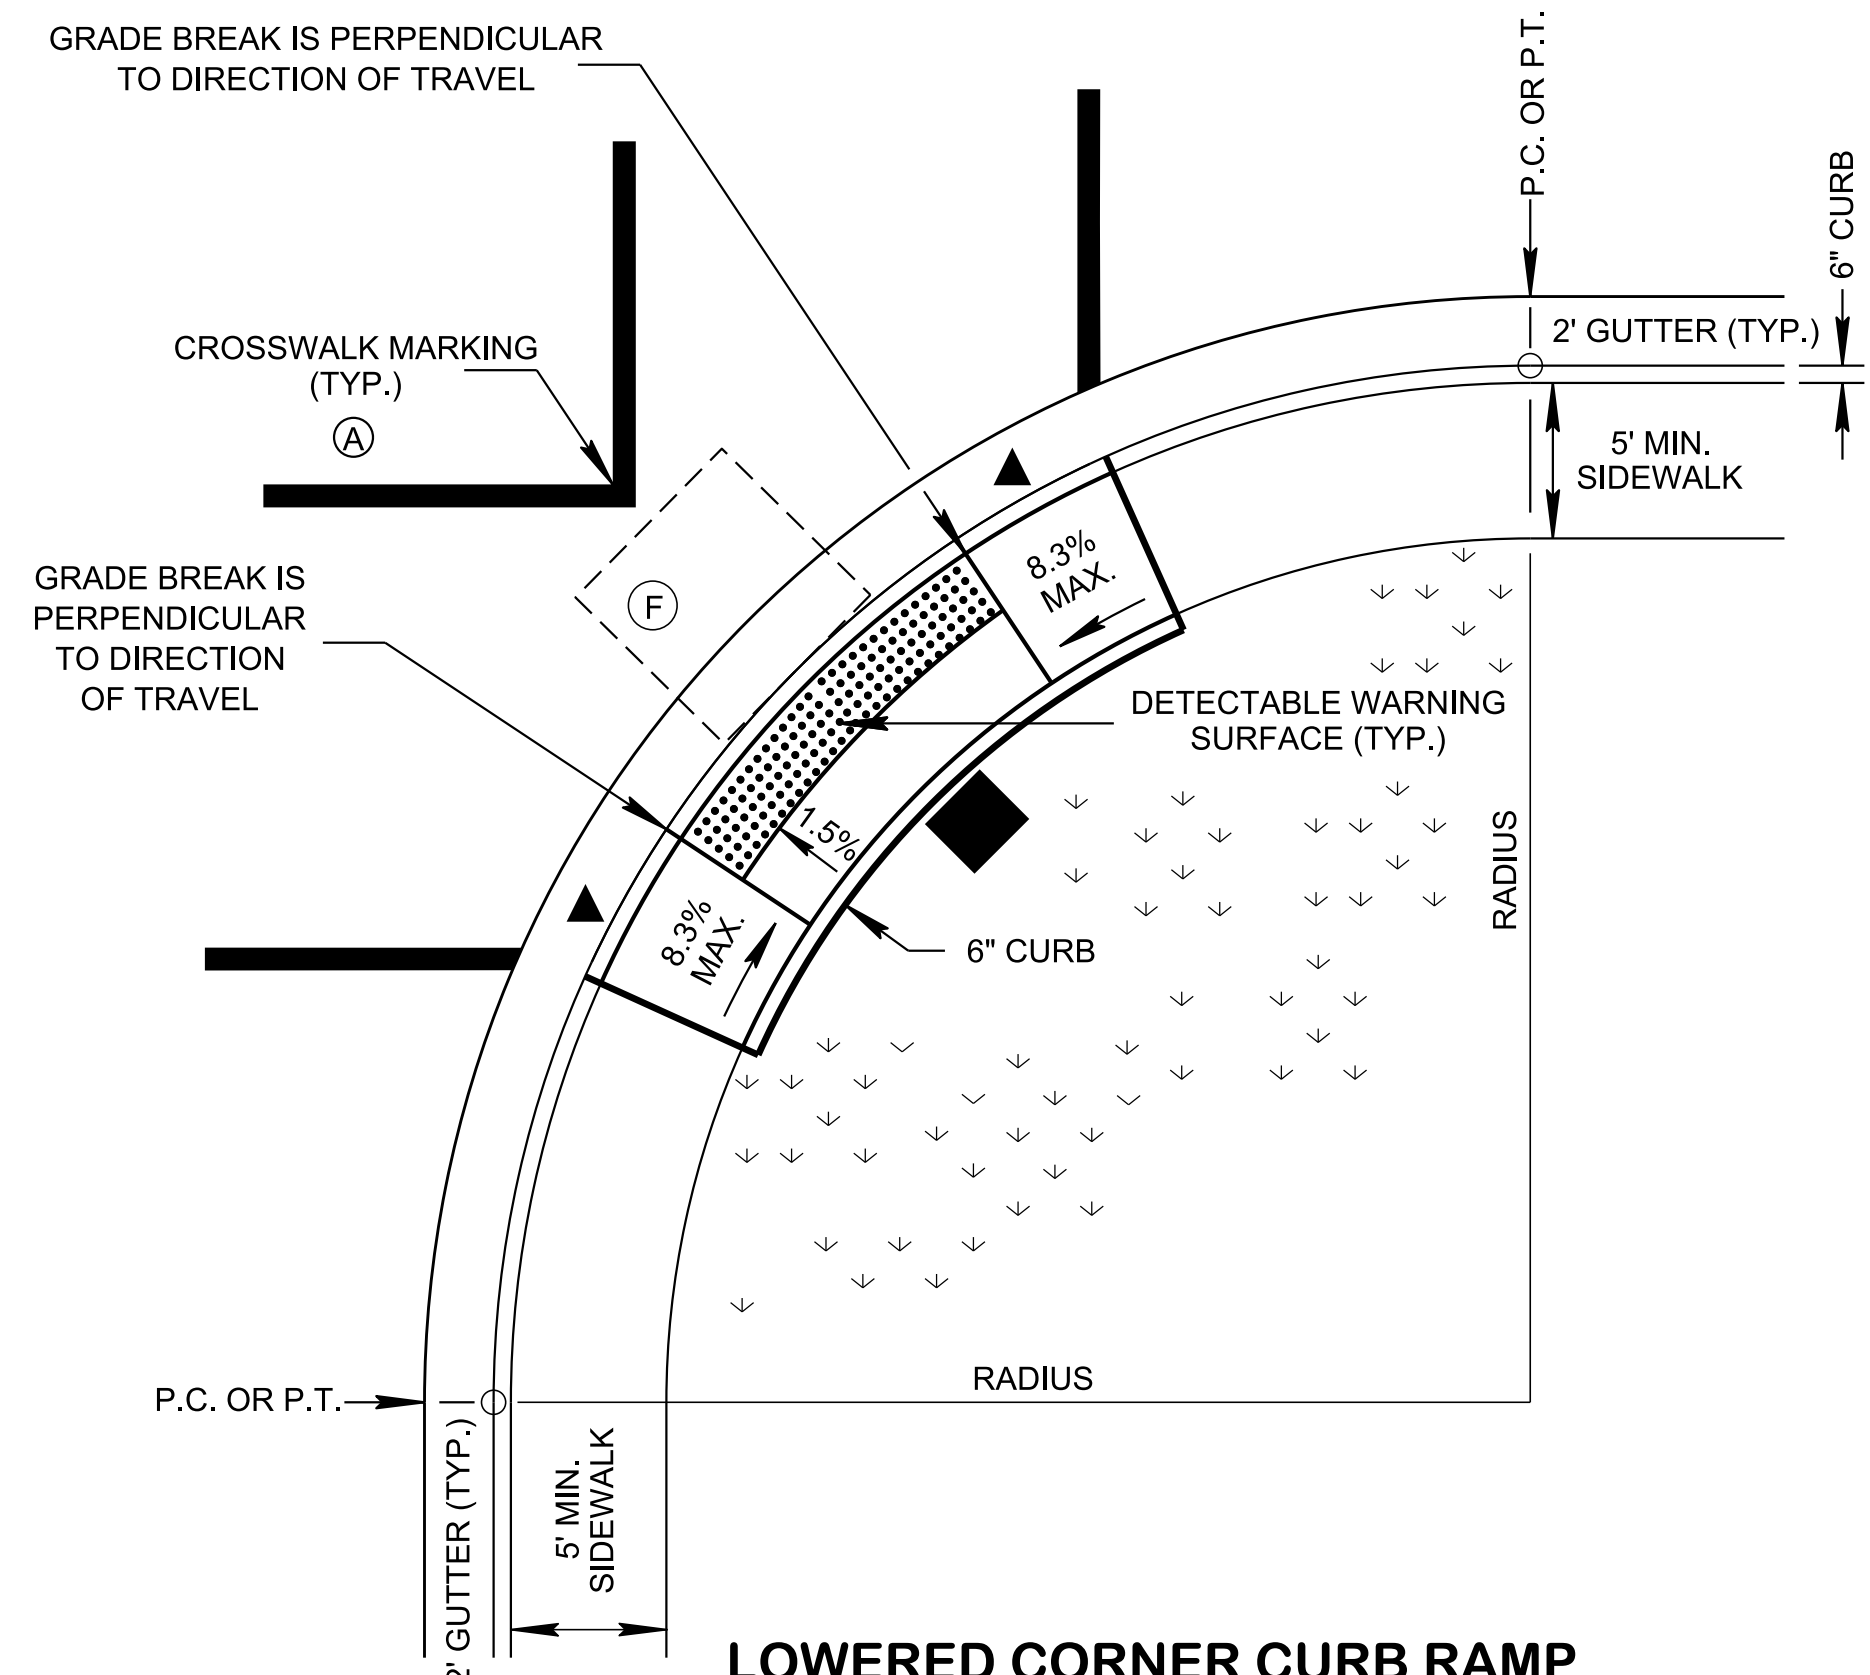 GRADE BREAK IS PERPENDICULAR
TO DIRECTION OF TRAVEL
P.C. OR P.T.
6" CURB
CROSSWALK MARKING
(TYP.)
A
2' GUTTER (TYP.)
5' MIN.
SIDEWALK
GRADE BREAK IS
PERPENDICULAR
TO DIRECTION
OF TRAVEL
F
8.3%
MAX.
DETECTABLE WARNING
SURFACE (TYP.)
1.5%
RADIUS
8.3%
MAX.
6" CURB
RADIUS
P.C. OR P.T.
2' GUTTER (TYP.)
5' MIN.
SIDEWALK
LOWERED CORNER CURB RAMP